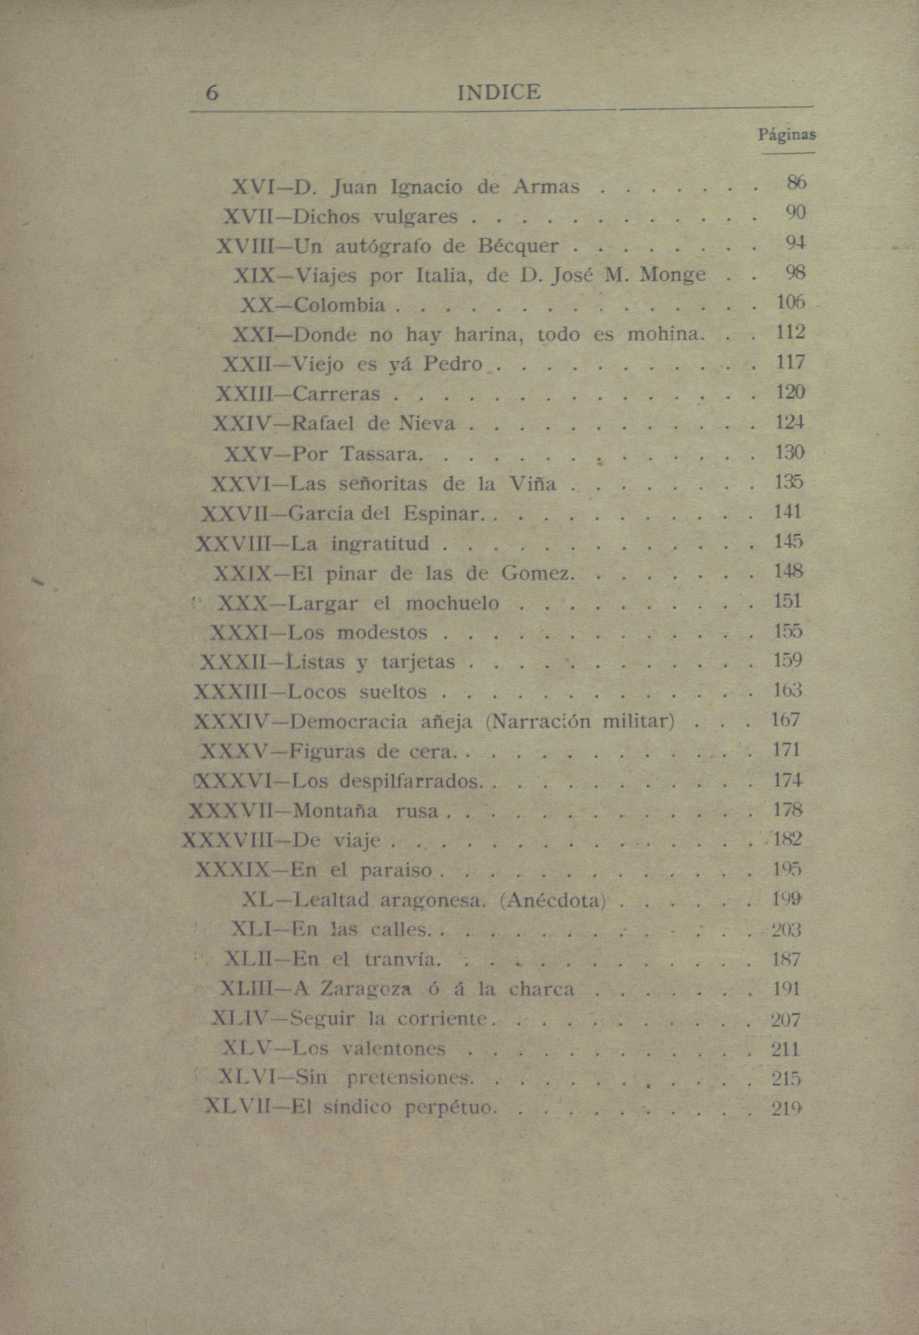 6 INDICE
Páginas
XVI—D. Juan Ignacio de Armas . . . . . . . 86
XVII—Dichos vulgares . . . . . . . . . . . . 90
XVIII—Un autógrafo de Bécquer . . . . . . . . 94
XIX—Viajes por Italia, de D. José M. Monge . . 98
XX—Colombia . . . . . . . . . . . . . . . 106
XXI—Donde no hay harina, todo es mohina. . . 112
XXII—Viejo es yá Pedro . . . . . . . . . . . 117
XXIII—Carreras . . . . . . . . . . . . . . . 120
XXIV—Rafael de Nieva . . . . . . . . . . . . 124
XXV—Por Tassara. . . . . . . . . . . . . . 130
XXVI—Las señoritas de la Viña . . . . . . . . 135
XXVII—García del Espinar. . . . . . . . . . . . 141
XXVIII—La ingratitud . . . . . . . . . . . . . 145
XXIX—El pinar de las de Gomez. . . . . . . . 148
XXX—Largar el mochuelo . . . . . . . . . . 151
XXXI—Los modestos . . . . . . . . . . . . . 155
XXXII—Listas y tarjetas . . . . . . . . . . . . 159
XXXIII—Locos sueltos . . . . . . . . . . . . . 163
XXXIV—Democracia añeja (Narración militar) . . . 167
XXXV—Figuras de cera. . . . . . . . . . . . . 171
XXXVI—Los despilfarrados. . . . . . . . . . . . 174
XXXVII—Montaña rusa . . . . . . . . . . . . . 178
XXXVIII—De viaje . . . . . . . . . . . . . . . 182
XXXIX—En el paraiso . . . . . . . . . . . . . 195
XL—Lealtad aragonesa. (Anécdota) . . . . . . 199
XLI—En las calles. . . . . . . . . . . . . . 203
XLII—En el tranvía. . . . . . . . . . . . . 187
XLIII—A Zaragoza ó á la charca . . . . . . . 191
XLIV—Seguir la corriente. . . . . . . . . . . 207
XLV—Los valentones . . . . . . . . . . . . 211
XLVI—Sin pretensiones. . . . . . . . . . . . 215
XLVII—El síndico perpétuo. . . . . . . . . . . 219